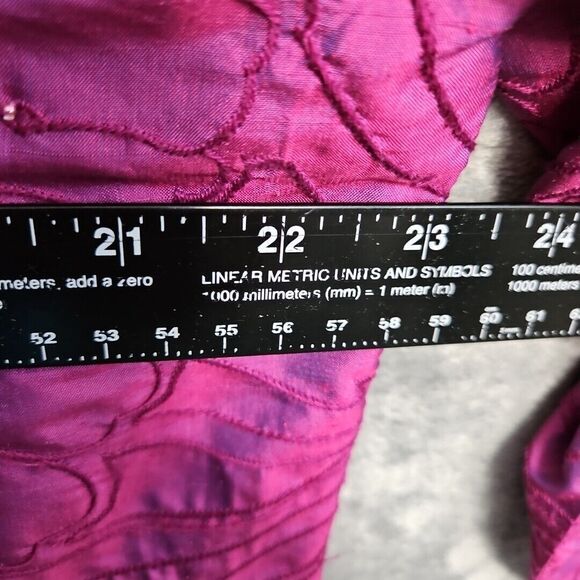 21 22 23 24
meters, add a zero
LINEAR METRIC UNITS AND SYMBOLS
1000 millimeters (mm) = 1 meter (m)
100 centime
1000 meters
52 53 54 55 56 57 58 59 60 61